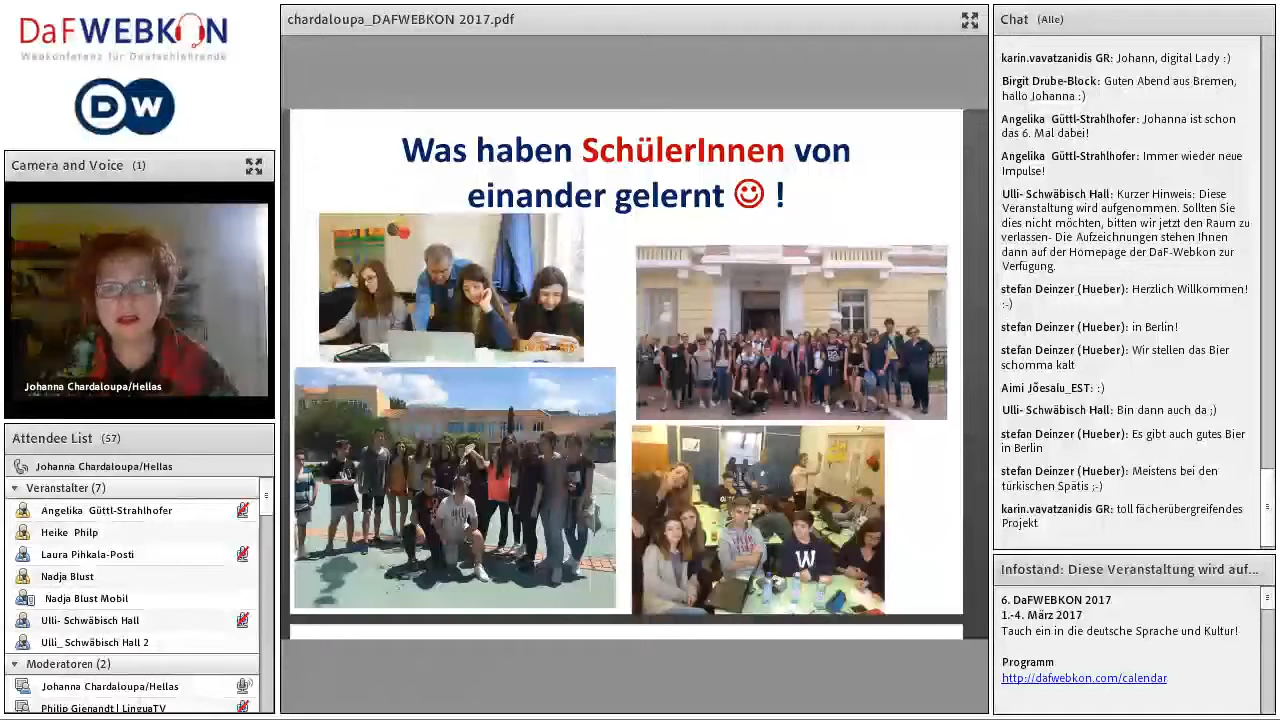 DaFWEBKON
Webkonferenz für Deutschlehrende
DW
Camera and Voice (1)
Johanna Chardaloupa/Hellas
Attendee List (57)
Johanna Chardaloupa/Hellas
Veranstalter (7)
Angelika Güttl-Strahlhofer
Heike Philp
Laura Pihkala-Posti
Nadja Blust
Nadja Blust Mobil
Ulli- Schwäbisch Hall
Ulli_ Schwäbisch Hall 2
Moderatoren (2)
Johanna Chardaloupa/Hellas
Philip Gienandt | LinguaTV
chardaloupa_DAFWEBKON 2017.pdf
Was haben SchülerInnen von
einander gelernt ☺ !
W
Chat (Alle)
karin.vavatzanidis GR: Johann, digital Lady :)
Birgit Drube-Block: Guten Abend aus Bremen,
hallo Johanna :)
Angelika Güttl-Strahlhofer: Johanna ist schon
das 6. Mal dabei!
Angelika Güttl-Strahlhofer: Immer wieder neue
Impulse!
Ulli- Schwäbisch Hall: Kurzer Hinweis: Diese
Veranstaltung wird aufgenommen. Sollten Sie
dies nicht möchten, bitten wir jetzt den Raum zu
verlassen- Die Aufzeichnungen stehen Ihnen
dann auf der Homepage der DaF-Webkon zur
Verfügung.
stefan Deinzer (Hueber): Herzlich Willkommen!
:-)
stefan Deinzer (Hueber): in Berlin!
stefan Deinzer (Hueber): Wir stellen das Bier
schomma kalt
Aimi Jõesalu_EST: :)
Ulli- Schwäbisch Hall: Bin dann auch da ;)
stefan Deinzer (Hueber): Es gibt auch gutes Bier
in Berlin
stefan Deinzer (Hueber): Meistens bei den
türkischen Spätis ;-)
karin.vavatzanidis GR: toll fächerübergreifendes
Projekt
Infostand: Diese Veranstaltung wird auf...
6. DaFWEBKON 2017
1.-4. März 2017
Tauch ein in die deutsche Sprache und Kultur!
Programm
http://dafwebkon.com/calendar